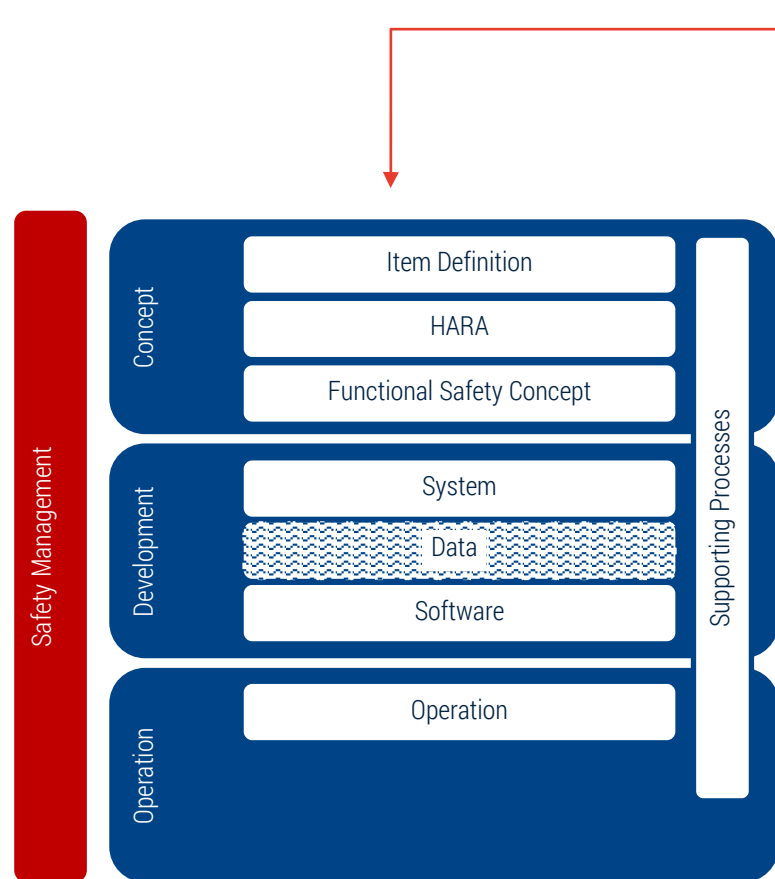 Safety Management
Concept
Item Definition
HARA
Functional Safety Concept
Development
System
Data
Software
Operation
Operation
Supporting Processes